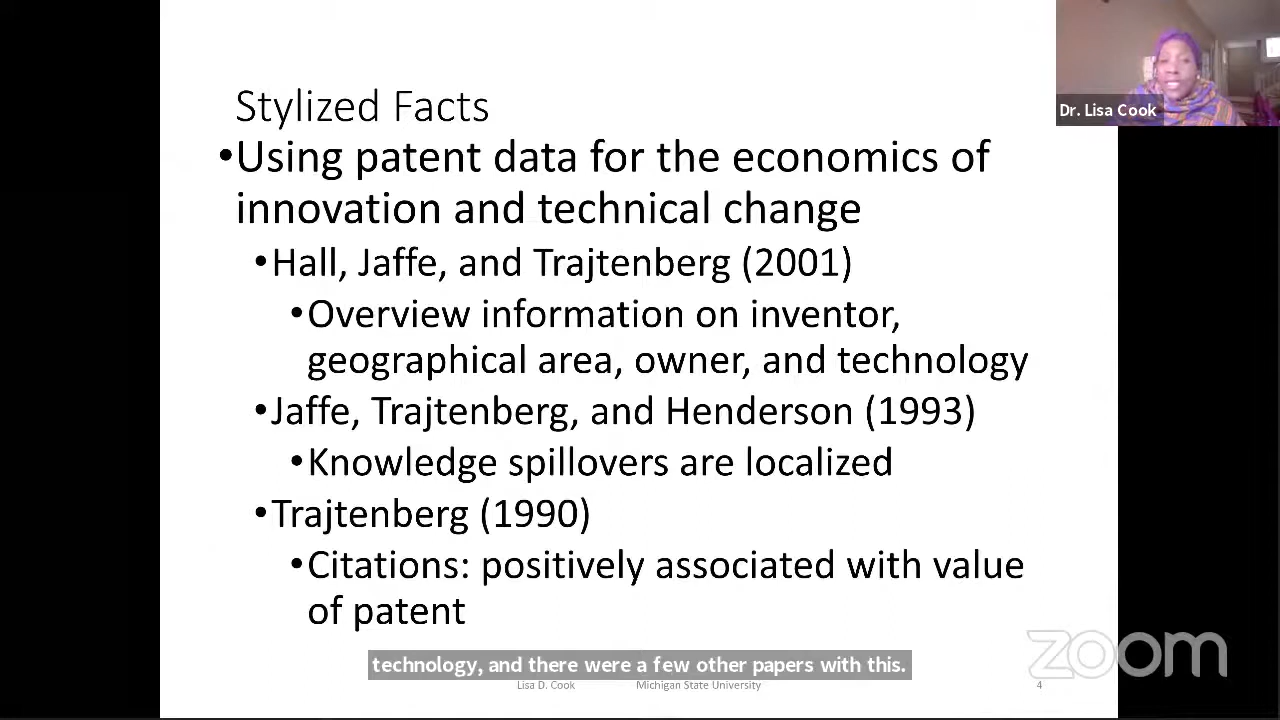 Dr. Lisa Cook
Stylized Facts
•Using patent data for the economics of
innovation and technical change
•Hall, Jaffe, and Trajtenberg (2001)
•Overview information on inventor,
geographical area, owner, and technology
•Jaffe, Trajtenberg, and Henderson (1993)
•Knowledge spillovers are localized
•Trajtenberg (1990)
•Citations: positively associated with value
of patent
zoom
technology, and there were a few other papers with this.
Lisa D. Cook Michigan State University 4